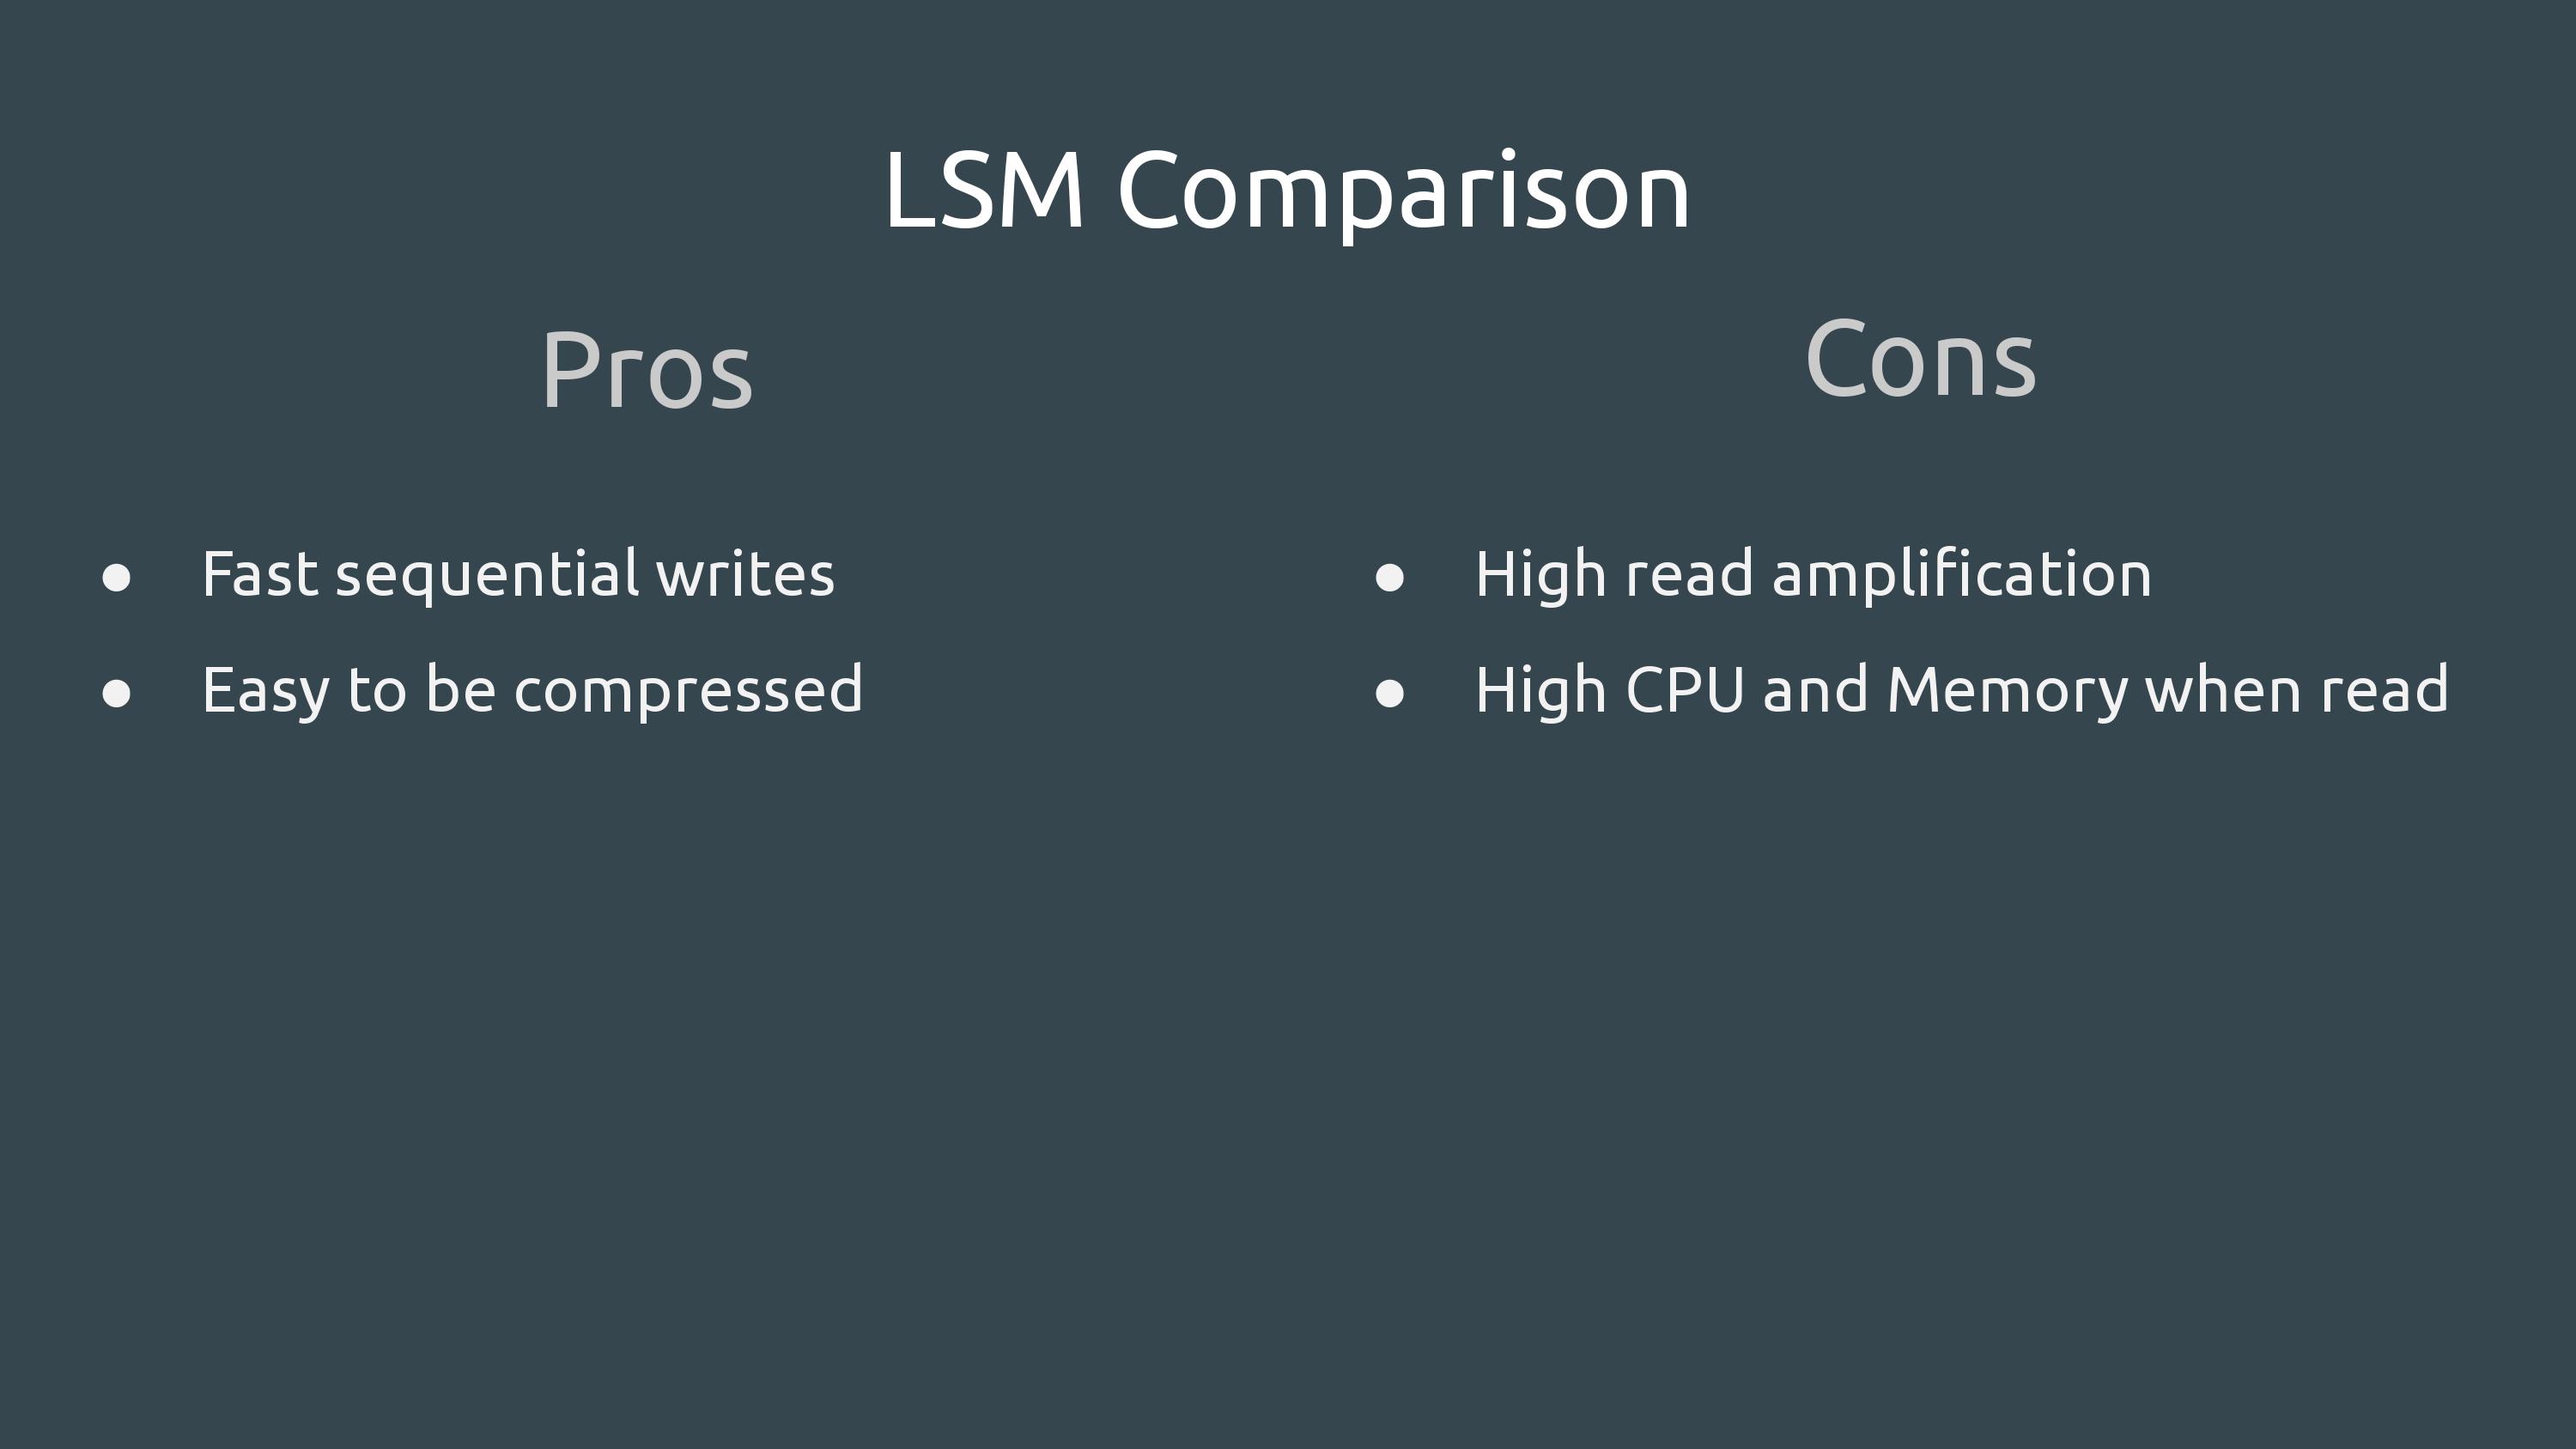 LSM Comparison
Pros
● Fast sequential writes
● Easy to be compressed
Cons
● High read amplification
● High CPU and Memory when read